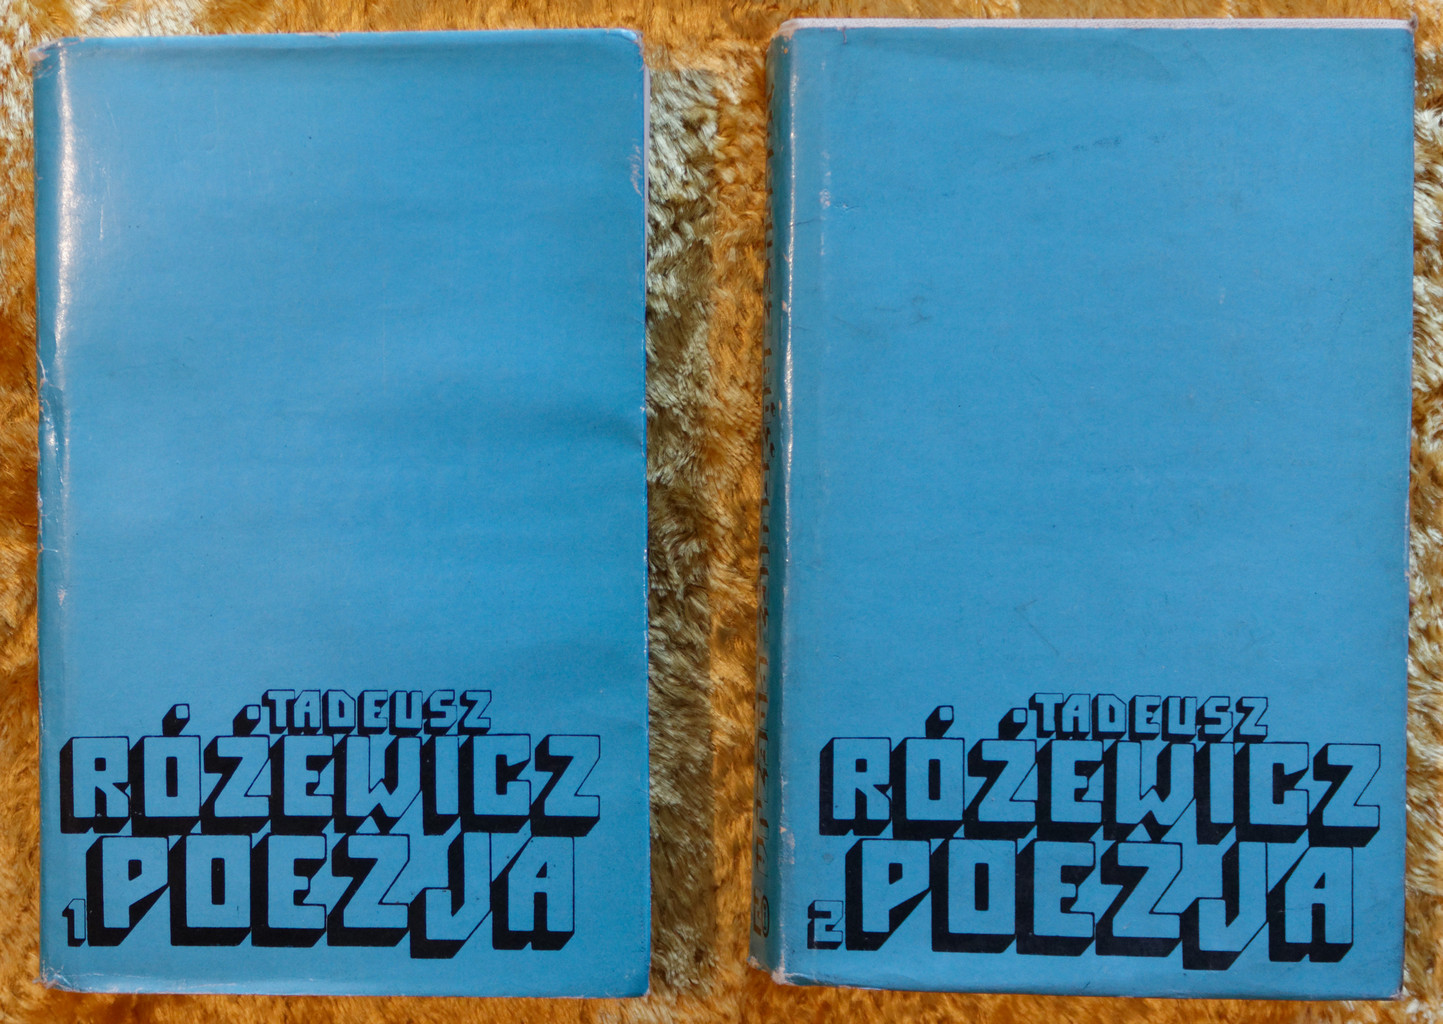 TADEUSZ
RÓŻEWICZ
POEZJA
1
TADEUSZ
RÓŻEWICZ
POEZJA
2